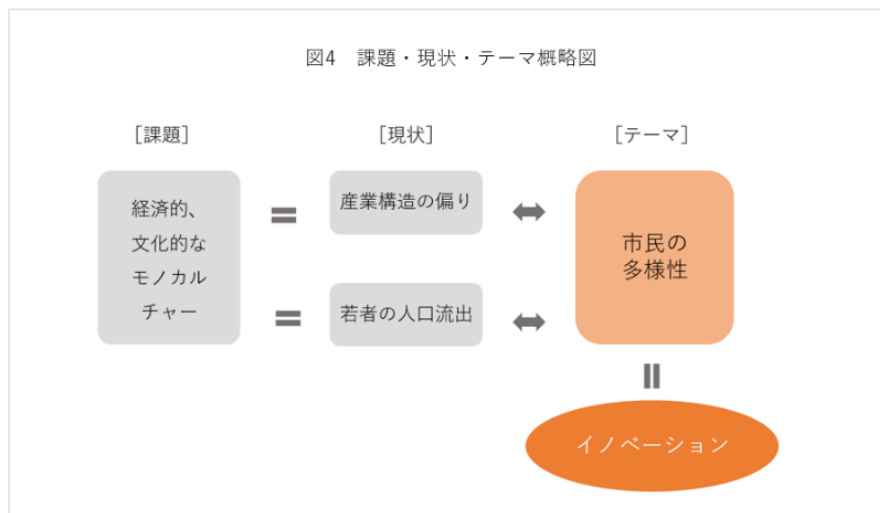 図4　課題・現状・テーマ概略図
[課題]
[現状]
[テーマ]
経済的、
文化的な
モノカル
チャー
=
産業構造の偏り
⬌
=
若者の人口流出
⬌
市民の
多様性
=
イノベーション